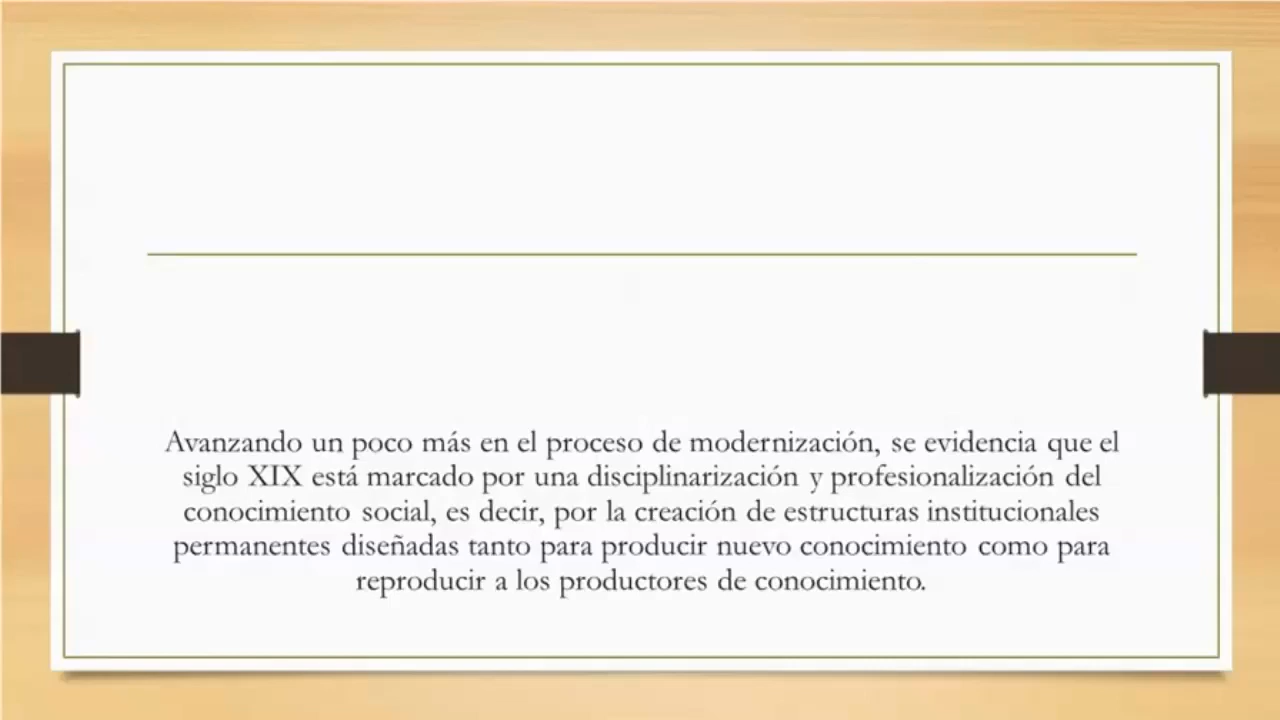 Avanzando un poco más en el proceso de modernización, se evidencia que el
siglo XIX está marcado por una disciplinarización y profesionalización del
conocimiento social, es decir, por la creación de estructuras institucionales
permanentes diseñadas tanto para producir nuevo conocimiento como para
reproducir a los productores de conocimiento.